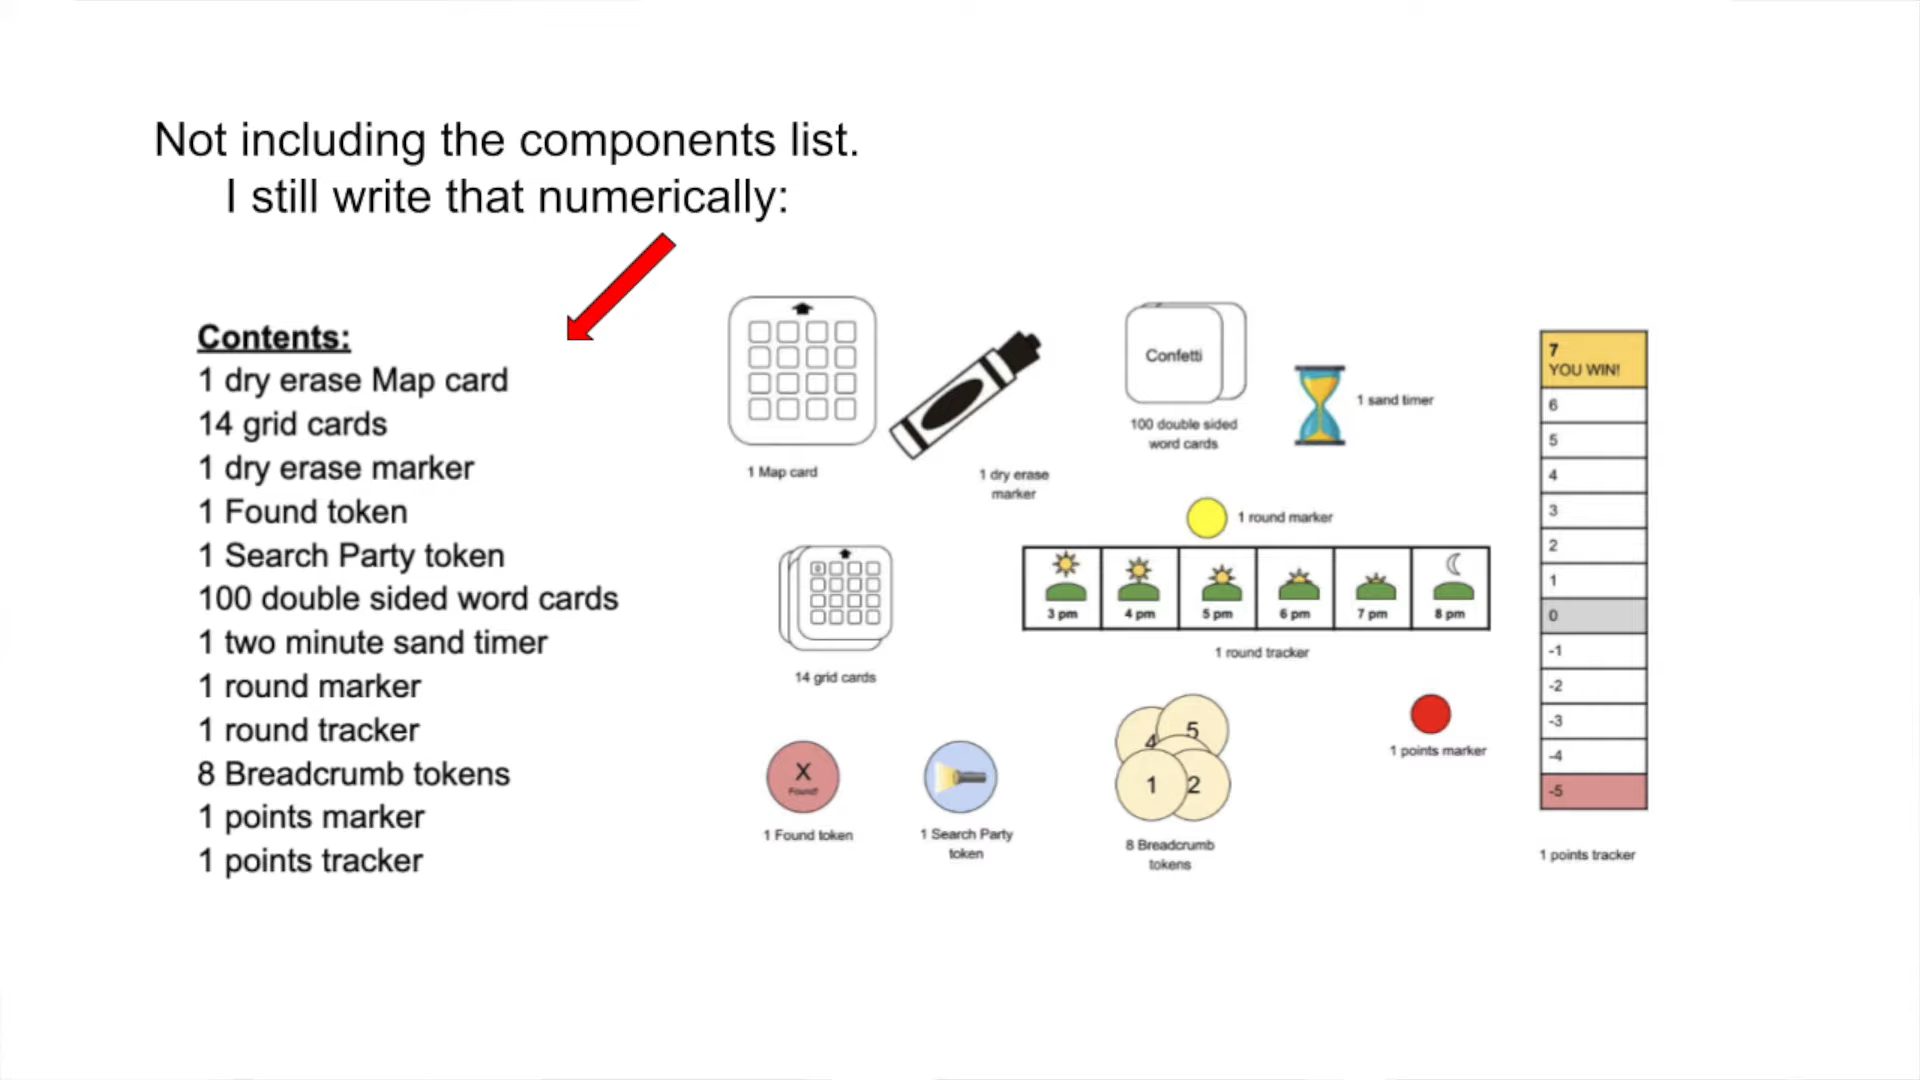 Not including the components list.
I still write that numerically:
Contents:
1 dry erase Map card
14 grid cards
1 dry erase marker
1 Found token
1 Search Party token
100 double sided word cards
1 two minute sand timer
1 round marker
1 round tracker
8 Breadcrumb tokens
1 points marker
1 points tracker
1 Map card
1 dry erase
marker
Confetti
100 double sided
word cards
1 sand timer
1 round marker
3 pm
4 pm
5 pm
6 pm
7 pm
8 pm
1 round tracker
0
14 grid cards
X
Found!
1 Found token
1 Search Party
token
4
5
1
2
8 Breadcrumb
tokens
1 points marker
7
YOU WIN!
6
5
4
3
2
1
0
-1
-2
-3
-4
-5
1 points tracker